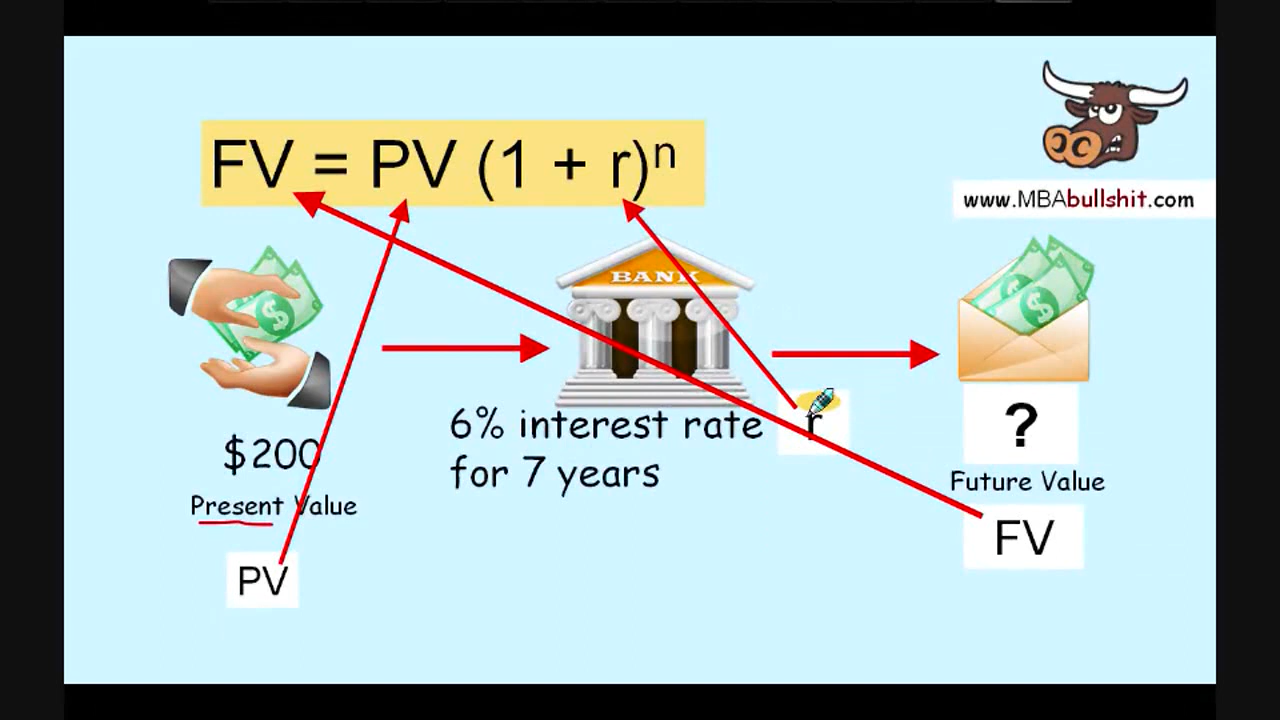 FV = PV (1 + r)ⁿ
www.MBAbullshit.com
BANK
$200
Present Value
PV
6% interest rate
for 7 years
r
?
Future Value
FV